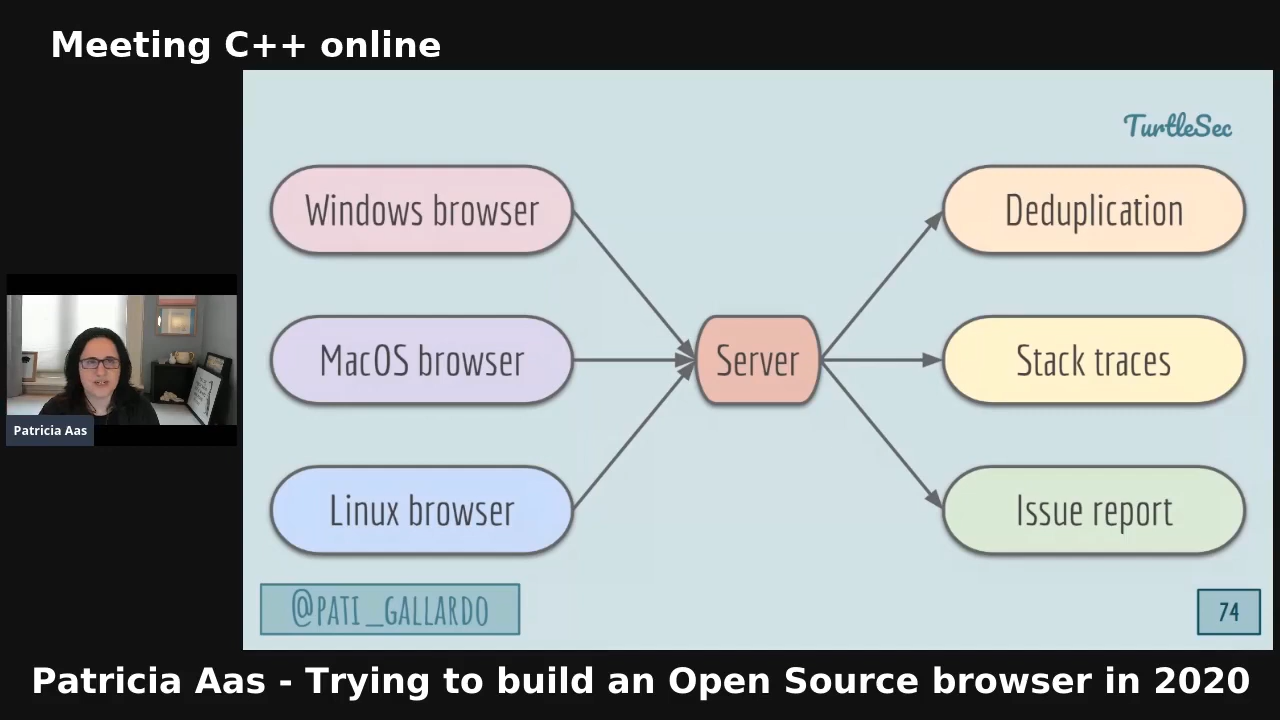 Meeting C++ online
TurtleSec
Windows browser
Deduplication
MacOS browser
Server
Stack traces
Patricia Aas
Linux browser
Issue report
@PATI_GALLARDO
74
Patricia Aas - Trying to build an Open Source browser in 2020